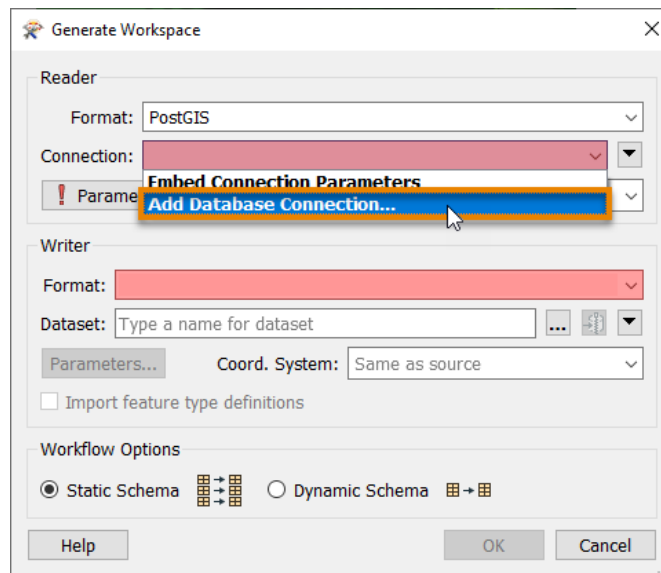 Generate Workspace
Reader
Format: PostGIS
Connection:
Embed Connection Parameters
! Parame
Add Database Connection...
Writer
Format:
Dataset: Type a name for dataset ...
Parameters... Coord. System: Same as source
Import feature type definitions
Workflow Options
Static Schema Dynamic Schema
Help OK Cancel